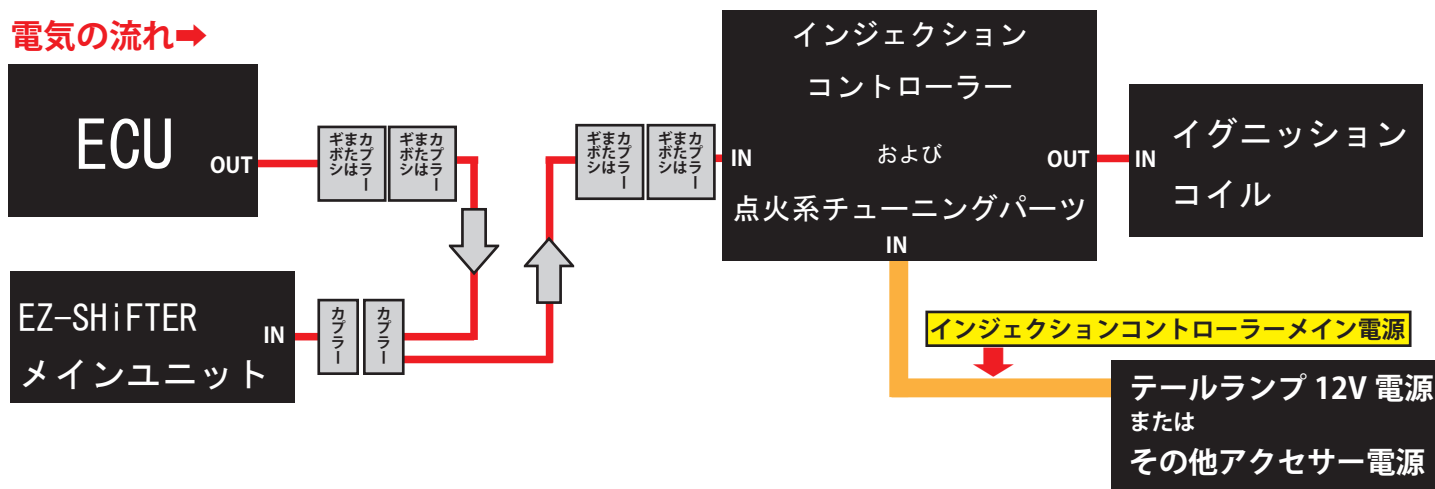 電気の流れ➡
ECU
OUT
カプラー
または
ギボシ
カプラー
または
ギボシ
EZ-SHiFTER
メインユニット
IN
カプラー
カプラー
カプラー
または
ギボシ
カプラー
または
ギボシ
インジェクション
コントローラー
および
点火系チューニングパーツ
IN
OUT
IN
IN
イグニッション
コイル
インジェクションコントローラーメイン電源
テールランプ 12V 電源
または
その他アクセサー電源